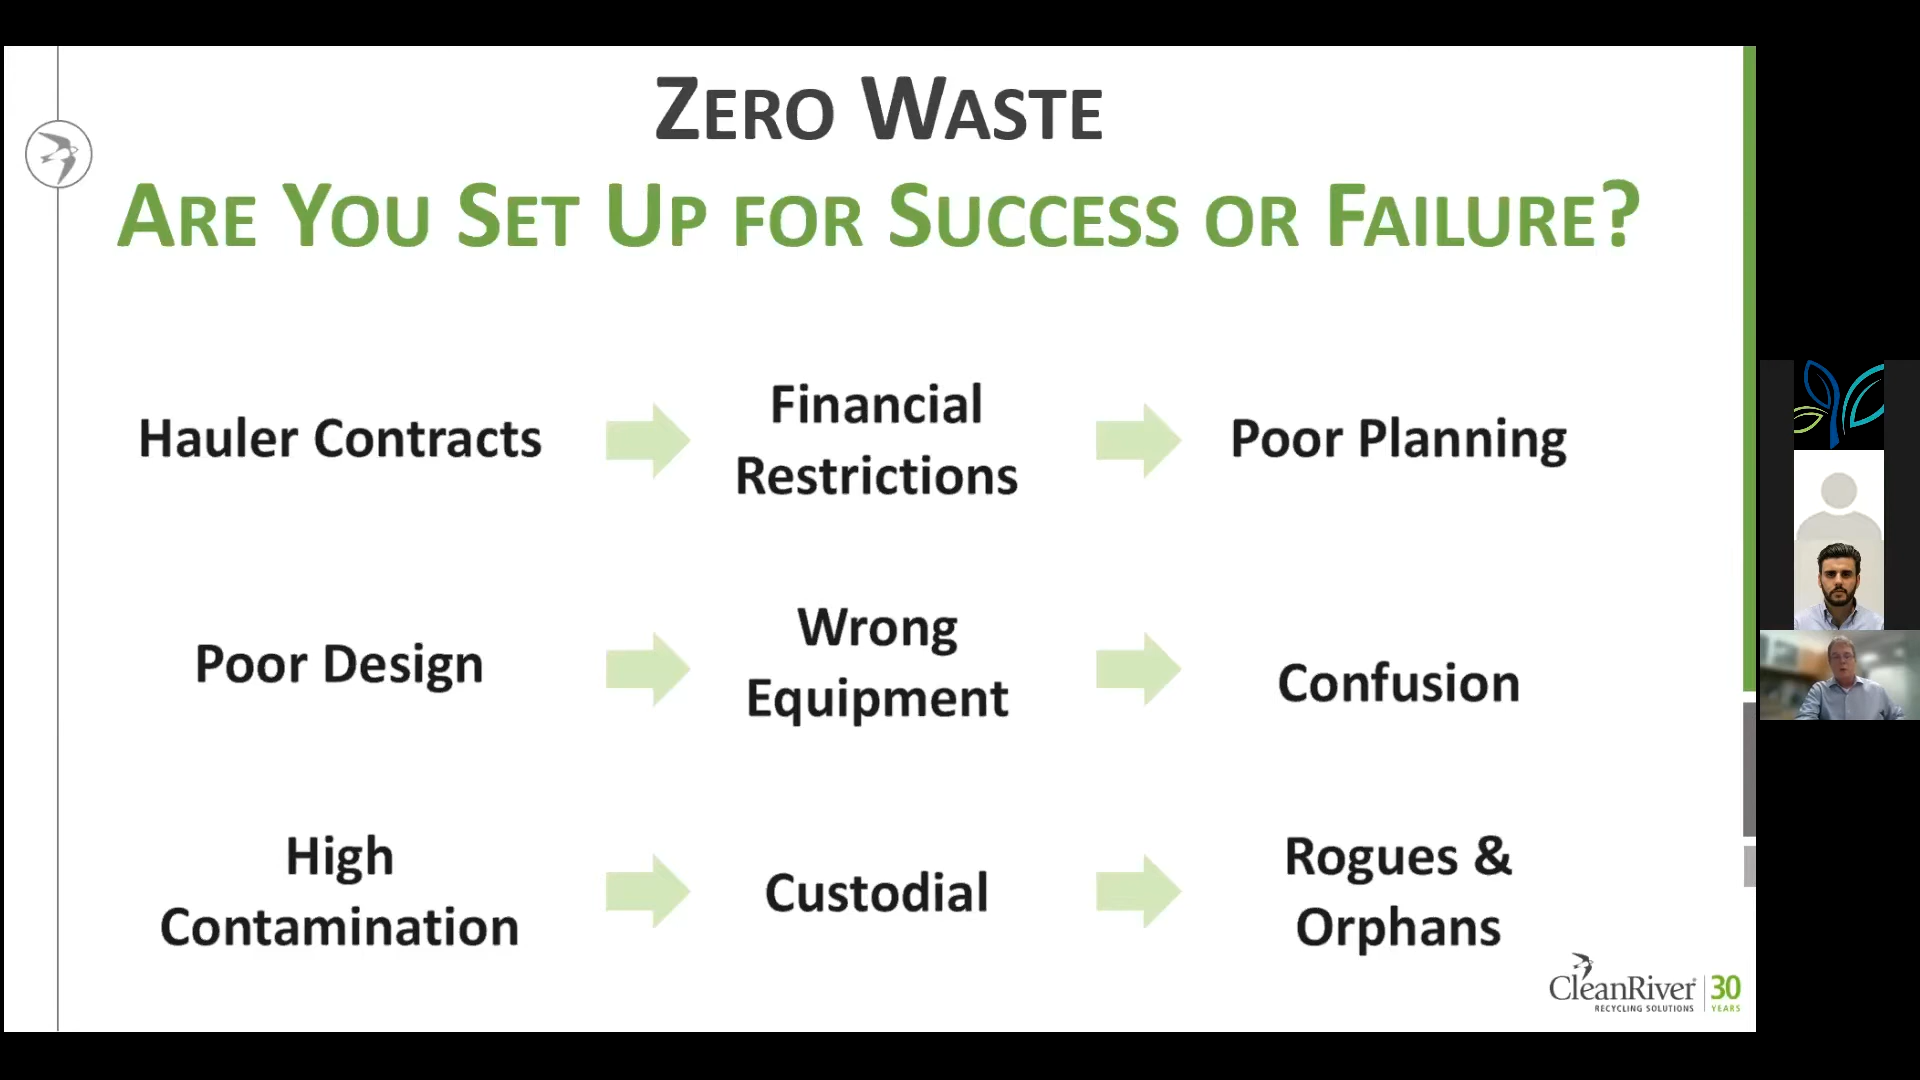 Zero Waste
Are You Set Up for Success or Failure?
Hauler Contracts
Financial
Restrictions
Poor Planning
Poor Design
Wrong
Equipment
Confusion
High
Contamination
Custodial
Rogues &
Orphans
CleanRiver
RECYCLING SOLUTIONS
30
YEARS